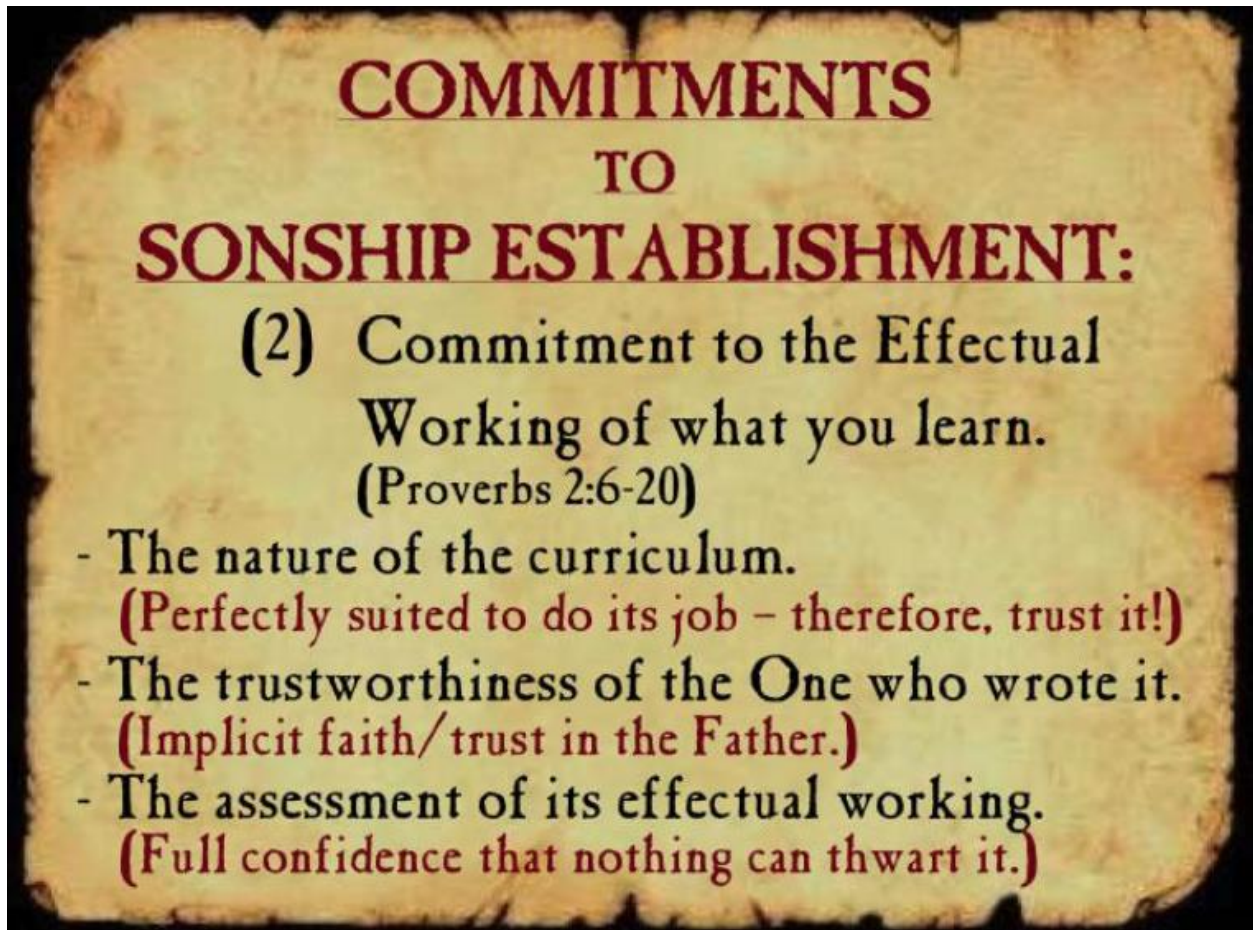 COMMITMENTS
TO
SONSHIP ESTABLISHMENT:
(2) Commitment to the Effectual
Working of what you learn.
(Proverbs 2:6-20)
- The nature of the curriculum.
(Perfectly suited to do its job – therefore, trust it!)
- The trustworthiness of the One who wrote it.
(Implicit faith/trust in the Father.)
- The assessment of its effectual working.
(Full confidence that nothing can thwart it.)